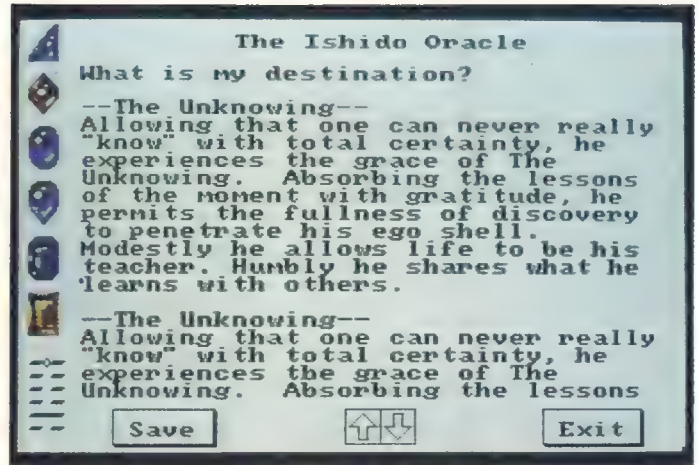 The Ishido Oracle
What is my destination?
--The Unknowing--
Allowing that one can never really
"know" with total certainty, he
experiences the grace of The
Unknowing.  Absorbing the lessons
of the moment with gratitude, he
permits the fullness of discovery
to penetrate his ego shell.
Modestly he allows life to be his
teacher. Humbly he shares what he
learns with others.
--The Unknowing--
Allowing that one can never really
"know" with total certainty, he
experiences the grace of The
Unknowing.  Absorbing the lessons
Save
Exit